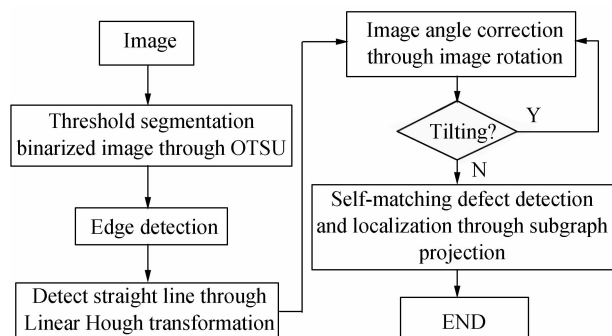 Image
Threshold segmentation
binarized image through OTSU
Edge detection
Detect straight line through
Linear Hough transformation
Image angle correction
through image rotation
Tilting?
Y
N
Self-matching defect detection
and localization through subgraph
projection
END